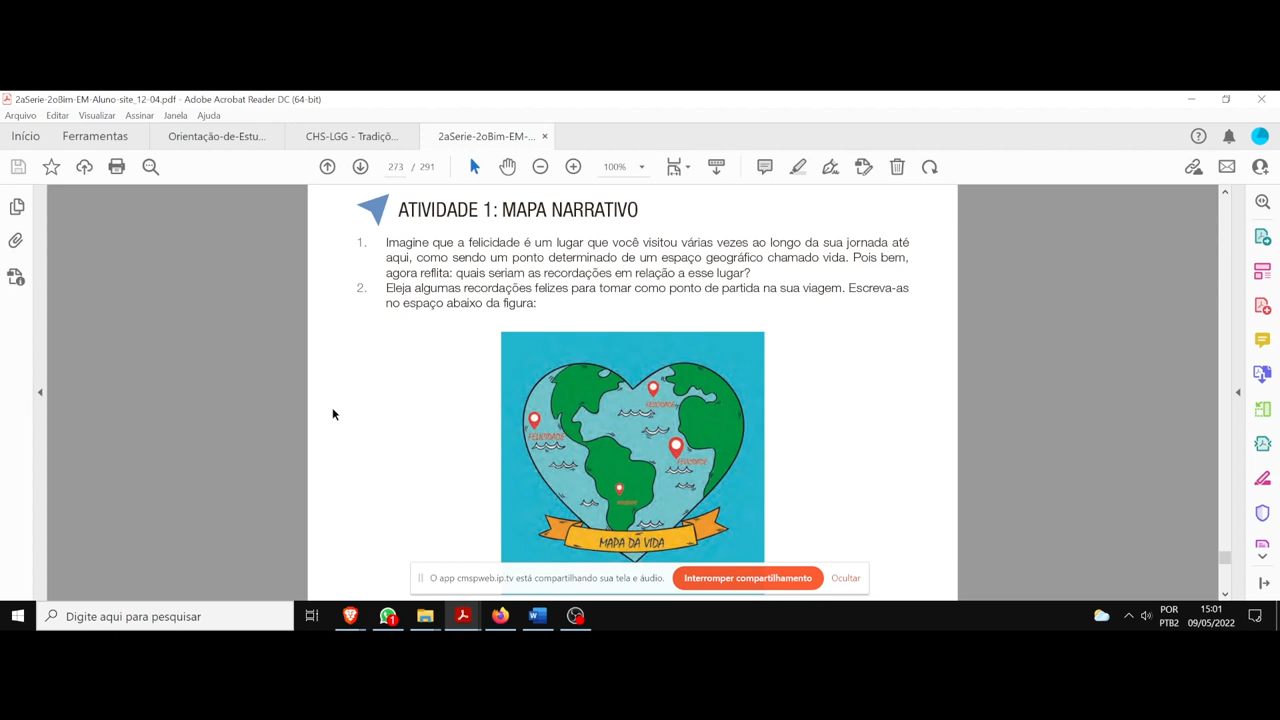 2aSerie-2oBim-EM-Aluno-site_12-04.pdf - Adobe Acrobat Reader DC (64-bit)
Arquivo Editar Visualizar Assinar Janela Ajuda
Início Ferramentas Orientação-de-Estu... CHS-LGG - Tradiçõ... 2aSerie-2oBim-EM-... ×
273 / 291 100%
ATIVIDADE 1: MAPA NARRATIVO
1. Imagine que a felicidade é um lugar que você visitou várias vezes ao longo da sua jornada até
aqui, como sendo um ponto determinado de um espaço geográfico chamado vida. Pois bem,
agora reflita: quais seriam as recordações em relação a esse lugar?
2. Eleja algumas recordações felizes para tomar como ponto de partida na sua viagem. Escreva-as
no espaço abaixo da figura:
FELICIDADE
FELICIDADE
FELICIDADE
MAPA DA VIDA
O app cmspweb.ip.tv está compartilhando sua tela e áudio. Interromper compartilhamento Ocultar
Digite aqui para pesquisar
POR 15:01
PTB2 09/05/2022